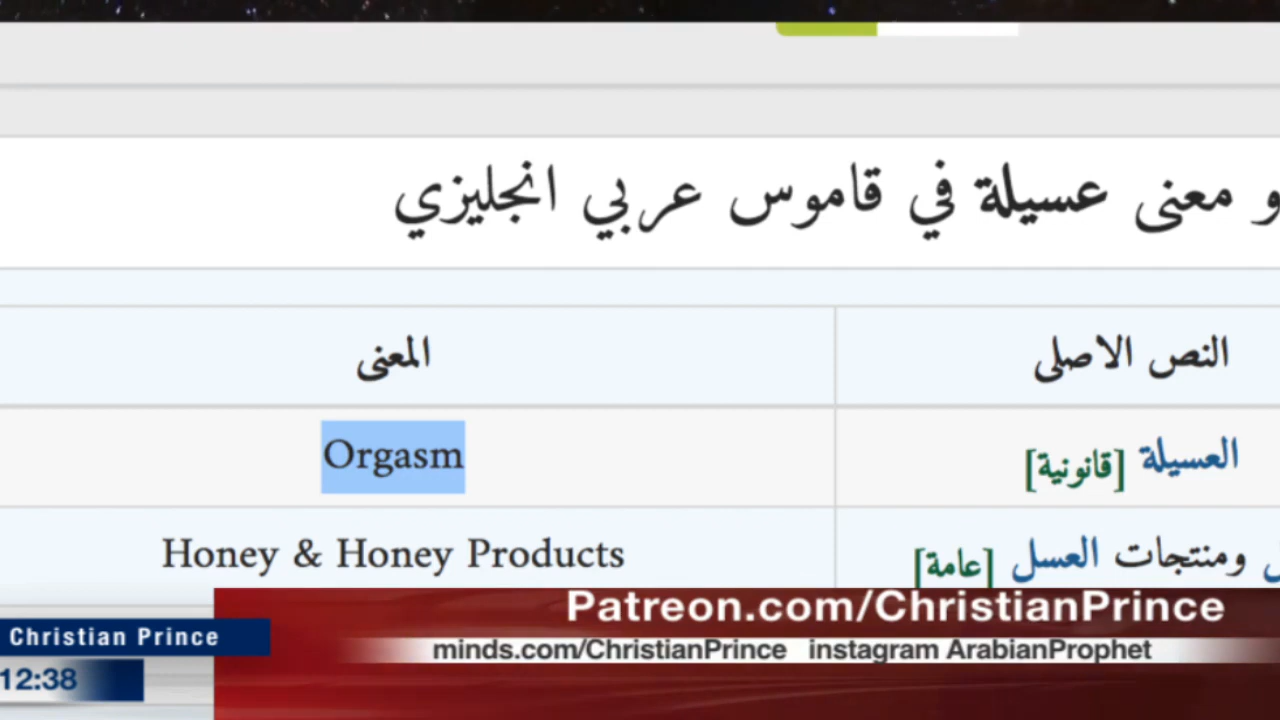 و معنى عسيلة في قاموس عربي انجليزي
النص الاصلى
المعنى
العسيلة [قانونية]
Orgasm
ومنتجات العسل [عامة]
Honey & Honey Products
Patreon.com/ChristianPrince
Christian Prince
minds.com/ChristianPrince instagram ArabianProphet
12:38